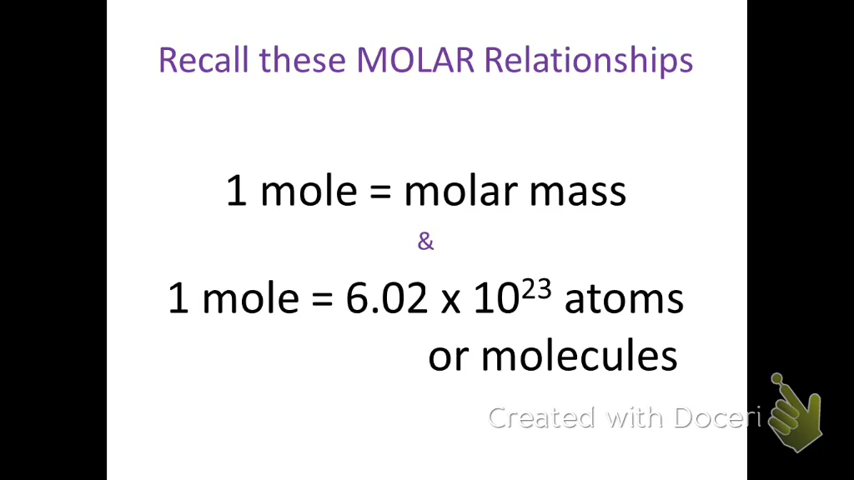 Recall these MOLAR Relationships
1 mole = molar mass
&
1 mole = 6.02 x 10²³ atoms
or molecules
Created with Doceri